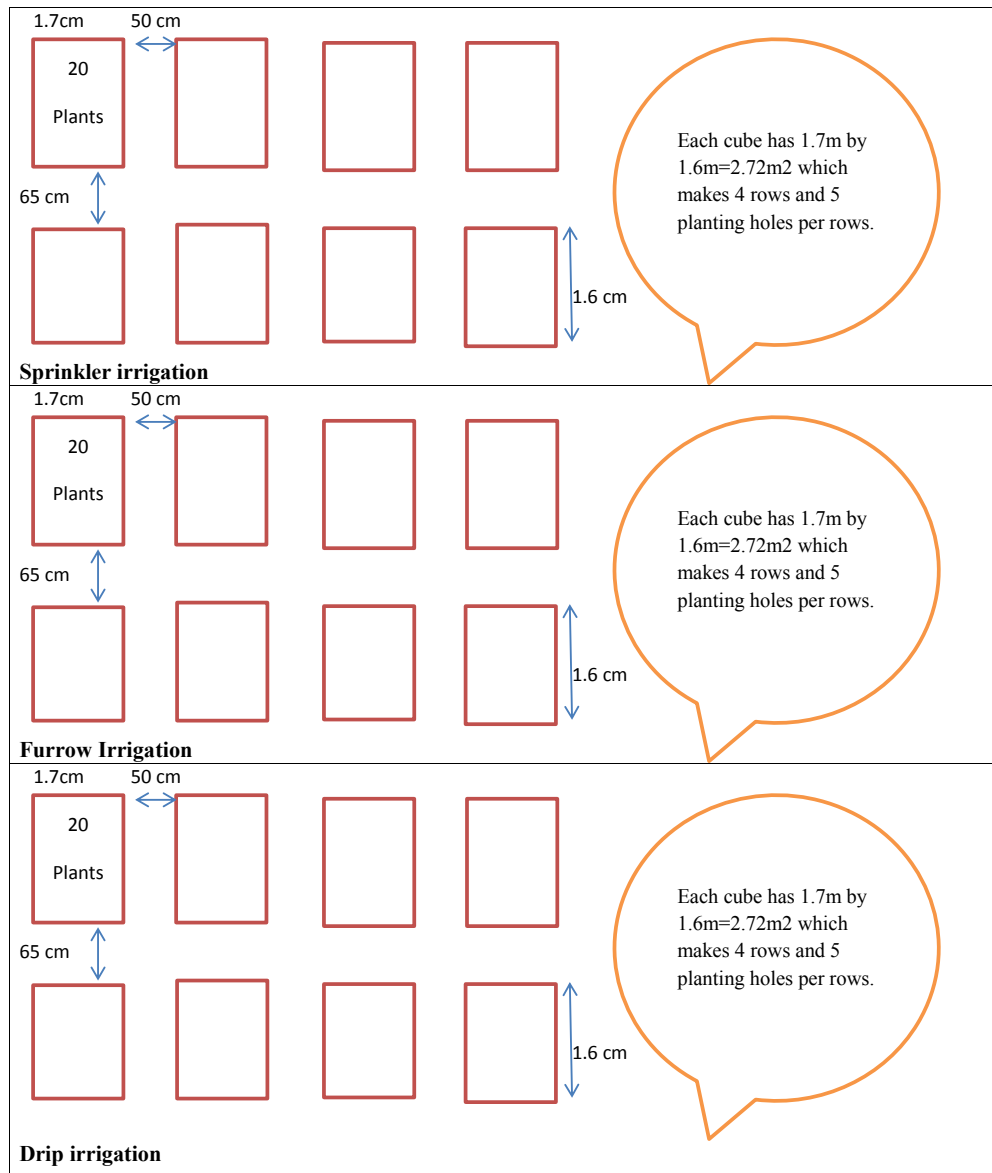 1.7cm 50 cm
20
Plants
Each cube has 1.7m by
1.6m=2.72m2 which
makes 4 rows and 5
planting holes per rows.
65 cm
1.6 cm
Sprinkler irrigation
1.7cm 50 cm
20
Plants
Each cube has 1.7m by
1.6m=2.72m2 which
makes 4 rows and 5
planting holes per rows.
65 cm
1.6 cm
Furrow Irrigation
1.7cm 50 cm
20
Plants
Each cube has 1.7m by
1.6m=2.72m2 which
makes 4 rows and 5
planting holes per rows.
65 cm
1.6 cm
Drip irrigation